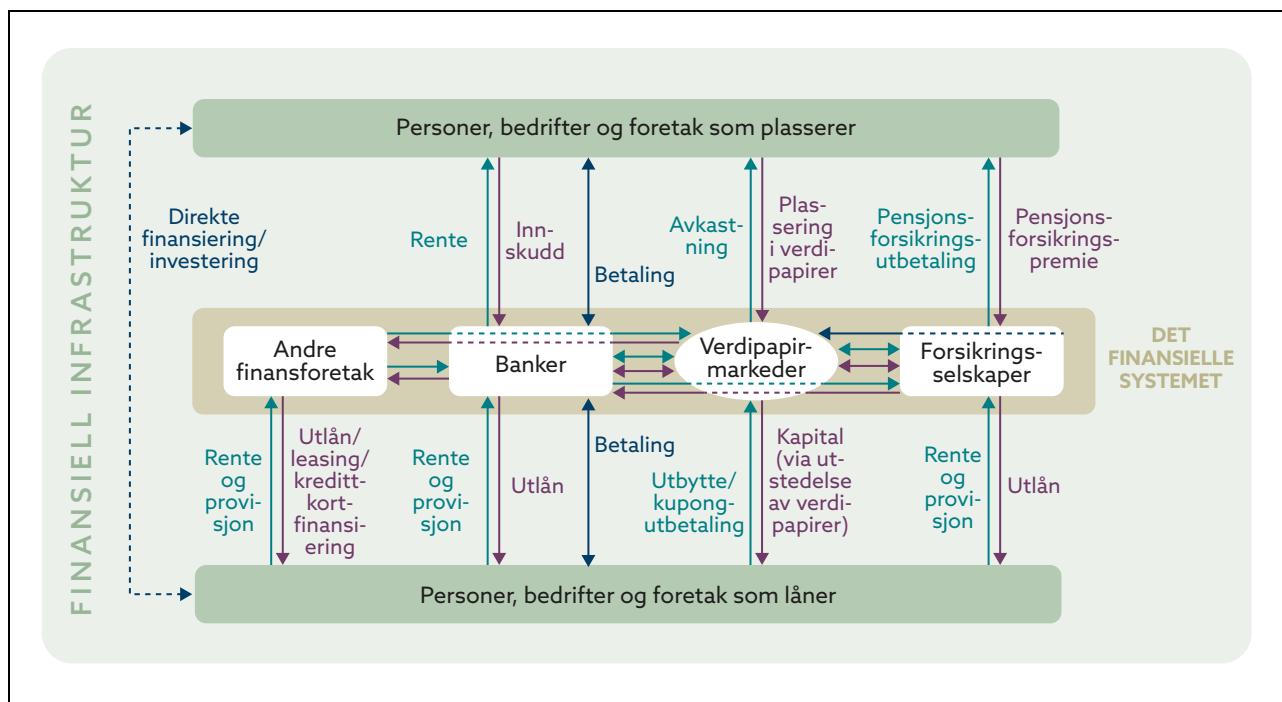 FINANSIELL INFRASTRUKTUR
Personer, bedrifter og foretak som plasserer
Direkte
finansiering/
investering
Rente
Inn-
skudd
Betaling
Avkast-
ning
Plas-
sering
i verdi-
papirer
Pensjons-
forsikrings-
utbetaling
Pensjons-
forsikrings-
premie
Andre
finansforetak
Banker
Verdipapir-
markeder
Forsikrings-
selskaper
DET
FINANSIELLE
SYSTEMET
Rente
og
provi-
sjon
Utlån/
leasing/
kreditt-
kort-
finansi-
ering
Rente
og
provi-
sjon
Utlån
Betaling
Utbytte/
kupong-
utbetaling
Kapital
(via ut-
stedelse
av verdi-
papirer)
Rente
og
provi-
sjon
Utlån
Personer, bedrifter og foretak som låner